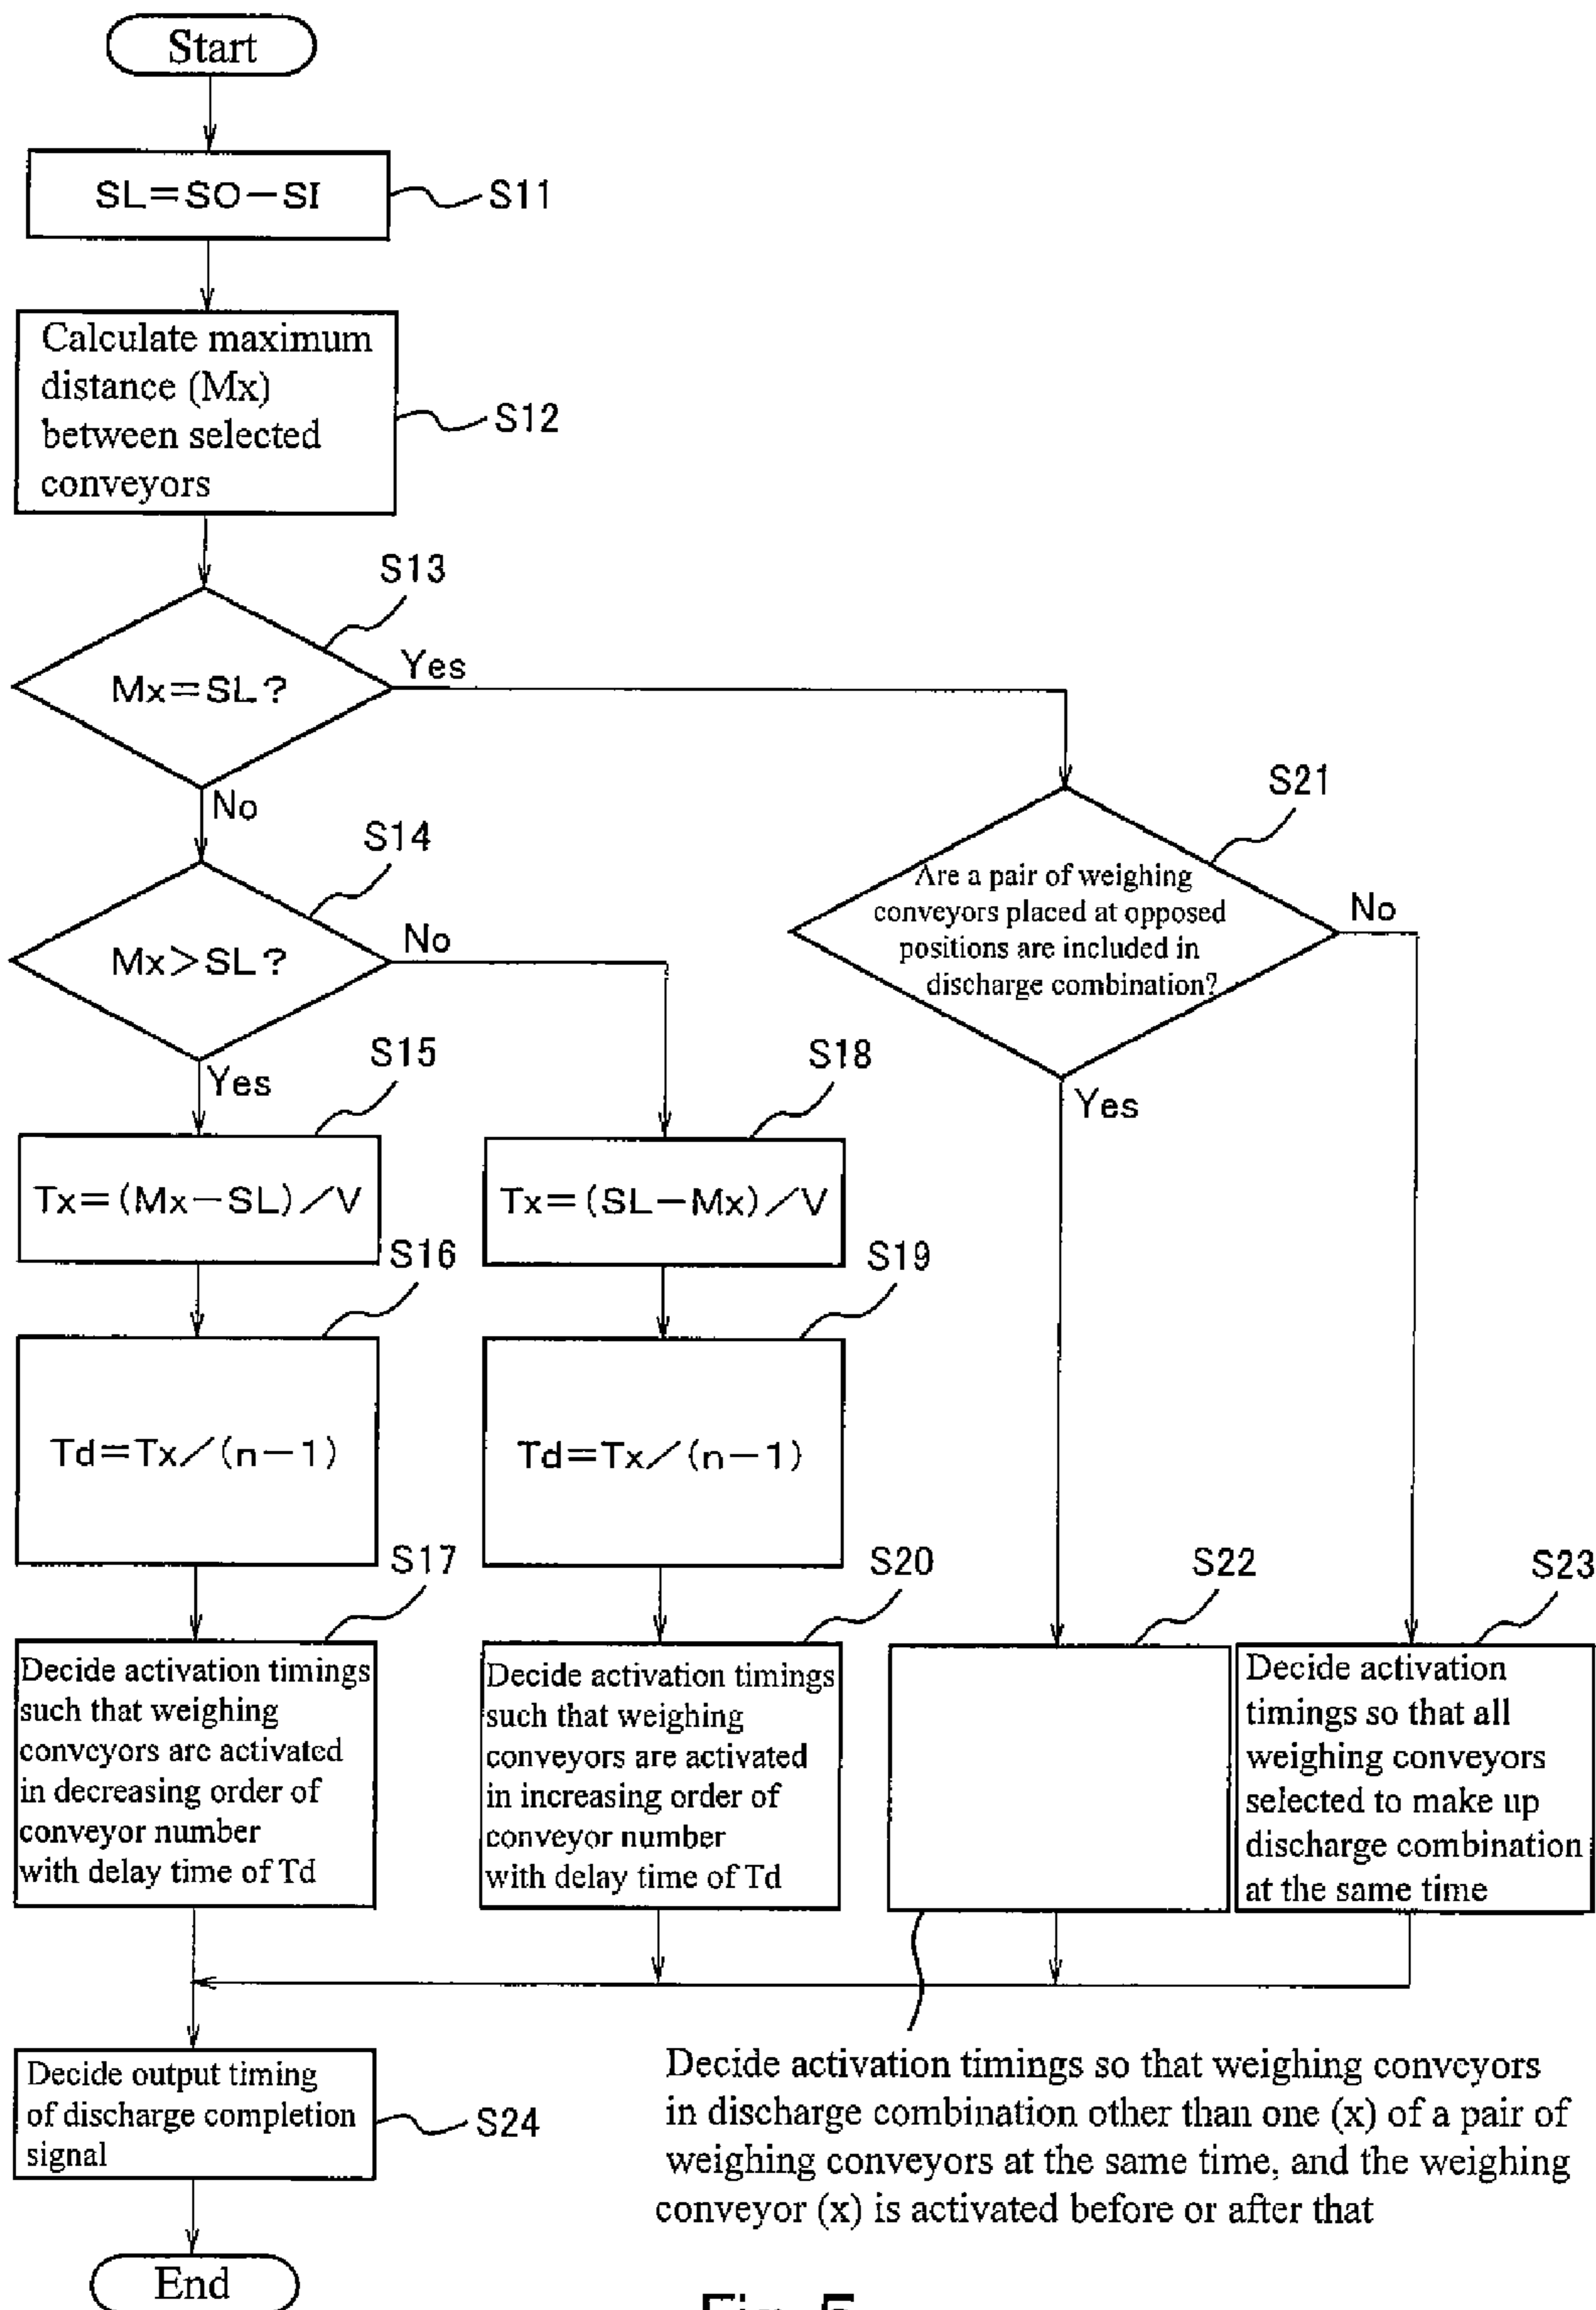 Start
SL=SO-SI
S11
Calculate maximum
distance (Mx)
between selected
conveyors
S12
S13
Mx=SL?
Yes
No
S14
Mx>SL?
No
Yes
S21
Are a pair of weighing
conveyors placed at opposed
positions are included in
discharge combination?
No
Yes
S15
Tx=(Mx-SL)/V
S18
Tx=(SL-Mx)/V
S16
Td=Tx/(n-1)
S19
Td=Tx/(n-1)
S17
Decide activation timings
such that weighing
conveyors are activated
in decreasing order of
conveyor number
with delay time of Td
S20
Decide activation timings
such that weighing
conveyors are activated
in increasing order of
conveyor number
with delay time of Td
S22
S23
Decide activation
timings so that all
weighing conveyors
selected to make up
discharge combination
at the same time
Decide output timing
of discharge completion
signal
S24
Decide activation timings so that weighing conveyors
in discharge combination other than one (x) of a pair of
weighing conveyors at the same time, and the weighing
conveyor (x) is activated before or after that
End
Fig. 5